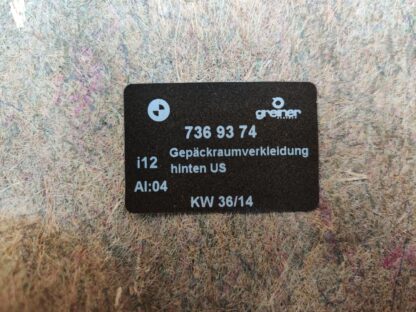 greiner
736 93 74
i12 Gepäckraumverkleidung
hinten US
AI:04
KW 36/14